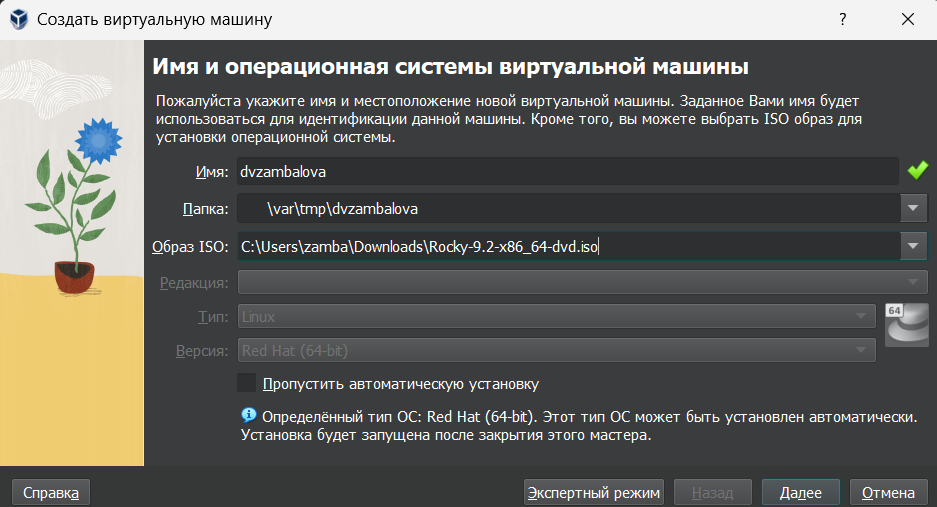 Создать виртуальную машину
?
Имя и операционная системы виртуальной машины
Пожалуйста укажите имя и местоположение новой виртуальной машины. Заданное Вами имя будет
использоваться для идентификации данной машины. Кроме того, вы можете выбрать ISO образ для
установки операционной системы.
Имя: dvzambalova
Папка: \var\tmp\dvzambalova
Образ ISO: C:\Users\zamba\Downloads\Rocky-9.2-x86_64-dvd.iso
Редакция:
Тип: Linux
64
Версия: Red Hat (64-bit)
Пропустить автоматическую установку
Определённый тип ОС: Red Hat (64-bit). Этот тип ОС может быть установлен автоматически.
Установка будет запущена после закрытия этого мастера.
Справка Экспертный режим Назад Далее Отмена